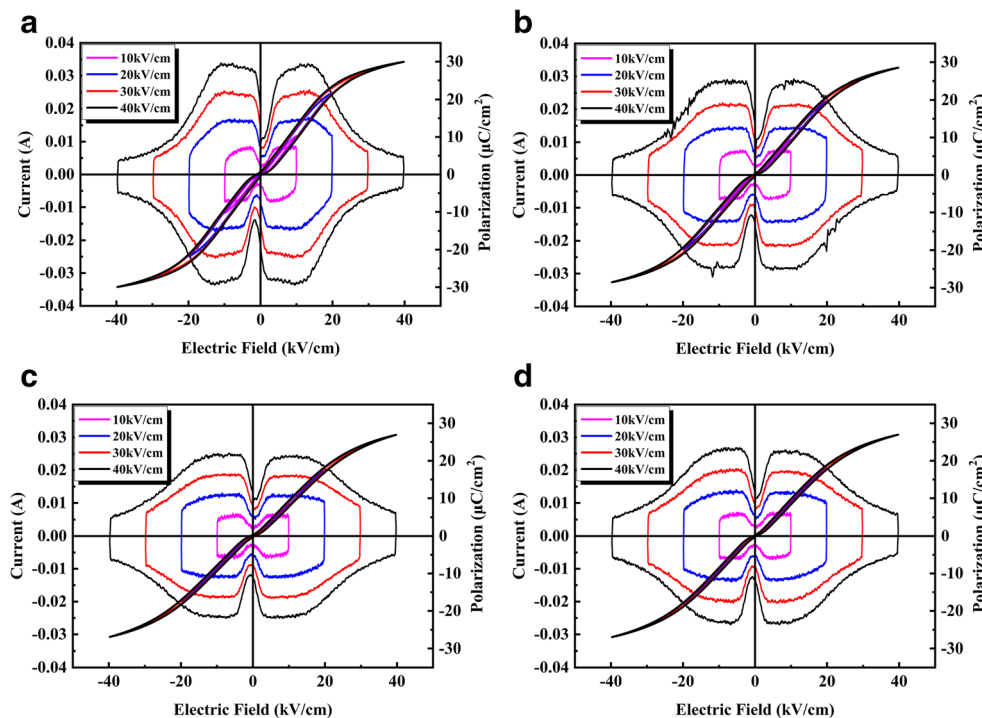 a
10kV/cm
20kV/cm
30kV/cm
40kV/cm
0.04
0.03
0.02
0.01
0.00
-0.01
-0.02
-0.03
-0.04
Current (A)
30
20
10
0
-10
-20
-30
Polarization (μC/cm²)
-40 -20 0 20 40
Electric Field (kV/cm)
b
10kV/cm
20kV/cm
30kV/cm
40kV/cm
0.04
0.03
0.02
0.01
0.00
-0.01
-0.02
-0.03
-0.04
Current (A)
30
20
10
0
-10
-20
-30
Polarization (μC/cm²)
-40 -20 0 20 40
Electric Field (kV/cm)
c
10kV/cm
20kV/cm
30kV/cm
40kV/cm
0.04
0.03
0.02
0.01
0.00
-0.01
-0.02
-0.03
-0.04
Current (A)
30
20
10
0
-10
-20
-30
Polarization (μC/cm²)
-40 -20 0 20 40
Electric Field (kV/cm)
d
10kV/cm
20kV/cm
30kV/cm
40kV/cm
0.04
0.03
0.02
0.01
0.00
-0.01
-0.02
-0.03
-0.04
Current (A)
30
20
10
0
-10
-20
-30
Polarization (μC/cm²)
-40 -20 0 20 40
Electric Field (kV/cm)